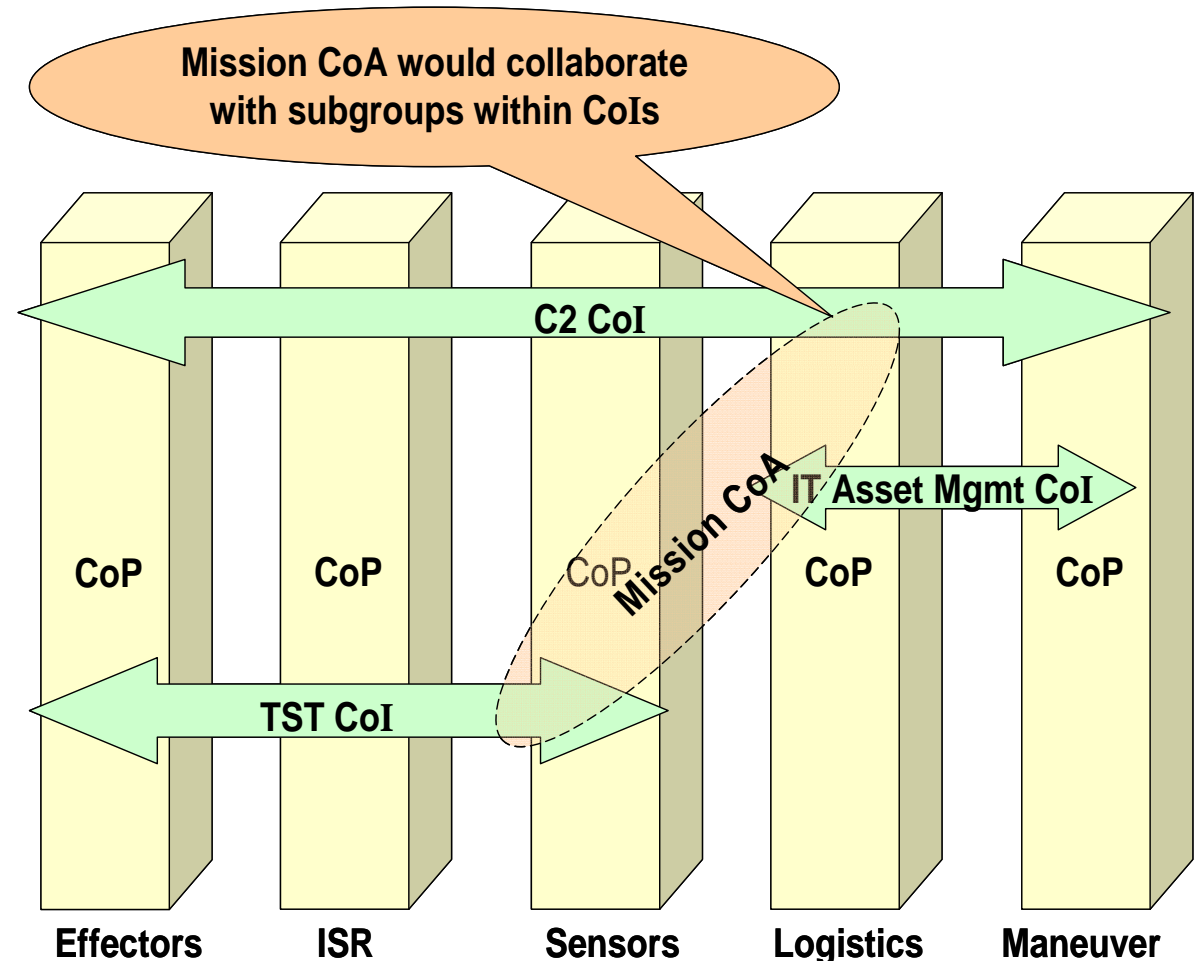 Mission CoA would collaborate
with subgroups within CoIs
C2 CoI
Mission CoA
IT Asset Mgmt CoI
CoP
CoP
CoP
CoP
CoP
TST CoI
Effectors
ISR
Sensors
Logistics
Maneuver